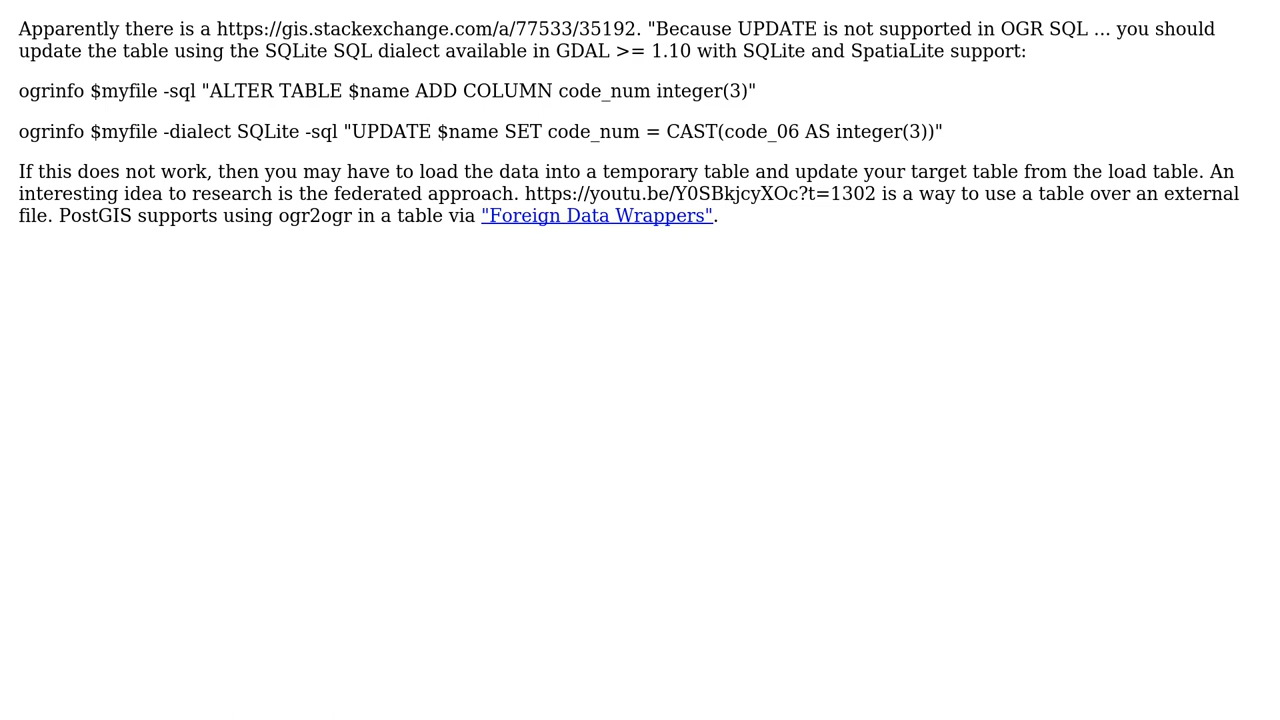 Apparently there is a https://gis.stackexchange.com/a/77533/35192. "Because UPDATE is not supported in OGR SQL ... you should
update the table using the SQLite SQL dialect available in GDAL >= 1.10 with SQLite and SpatiaLite support:
ogrinfo $myfile -sql "ALTER TABLE $name ADD COLUMN code_num integer(3)"
ogrinfo $myfile -dialect SQLite -sql "UPDATE $name SET code_num = CAST(code_06 AS integer(3))"
If this does not work, then you may have to load the data into a temporary table and update your target table from the load table. An
interesting idea to research is the federated approach. https://youtu.be/Y0SBkjcyXOc?t=1302 is a way to use a table over an external
file. PostGIS supports using ogr2ogr in a table via "Foreign Data Wrappers".